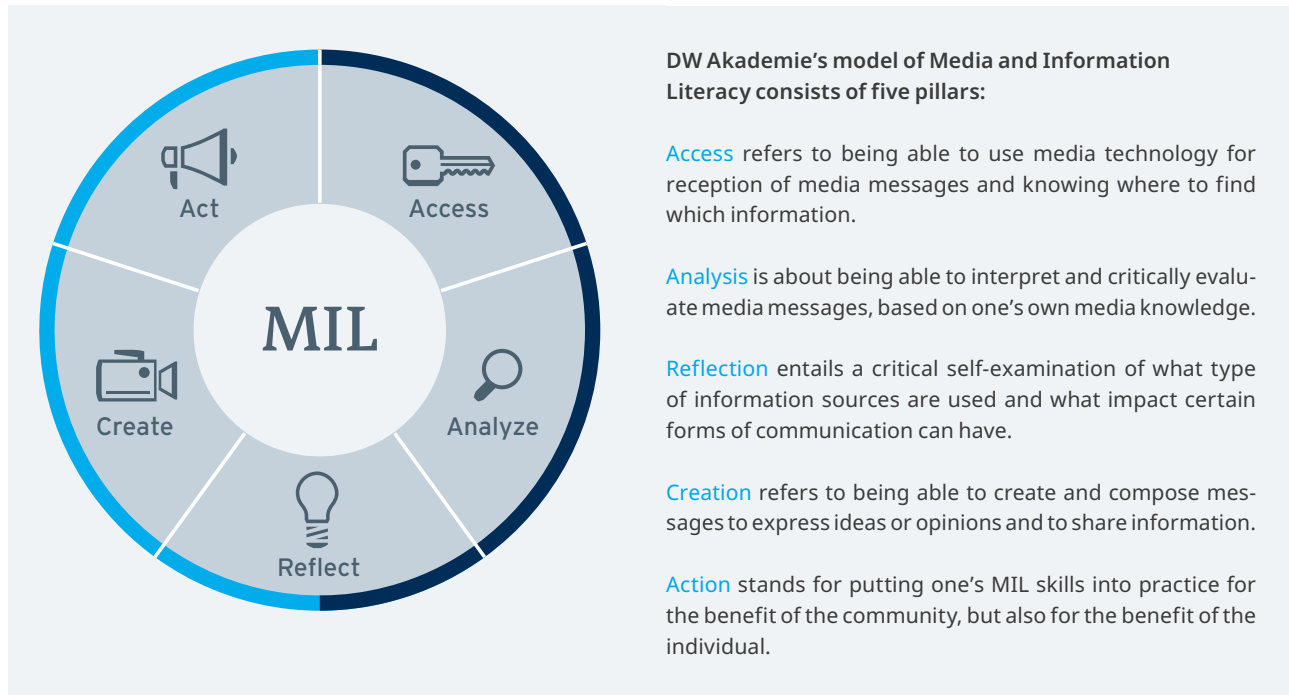 Act
Access
MIL
Create
Analyze
Reflect
DW Akademie’s model of Media and Information
Literacy consists of five pillars:
Access refers to being able to use media technology for
reception of media messages and knowing where to find
which information.
Analysis is about being able to interpret and critically evalu-
ate media messages, based on one’s own media knowledge.
Reflection entails a critical self-examination of what type
of information sources are used and what impact certain
forms of communication can have.
Creation refers to being able to create and compose mes-
sages to express ideas or opinions and to share information.
Action stands for putting one’s MIL skills into practice for
the benefit of the community, but also for the benefit of the
individual.